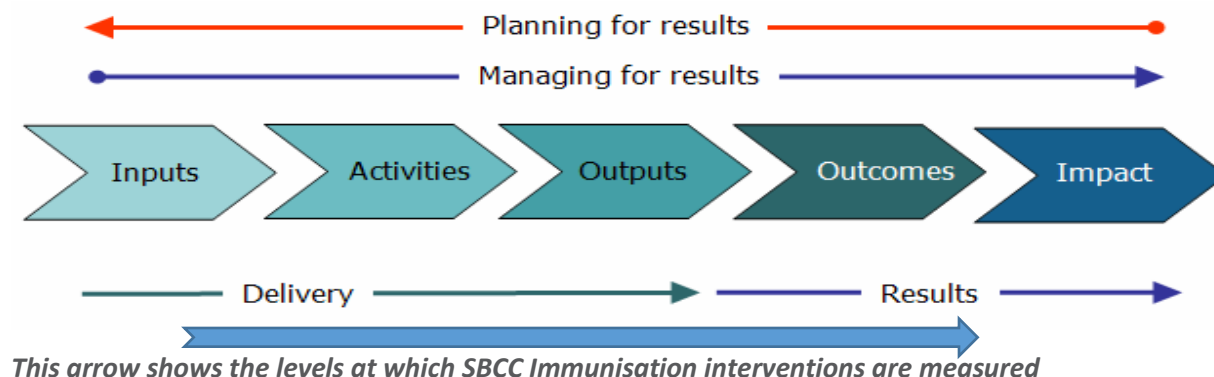 Planning for results
Managing for results
Inputs Activities Outputs Outcomes Impact
Delivery Results
This arrow shows the levels at which SBCC Immunisation interventions are measured